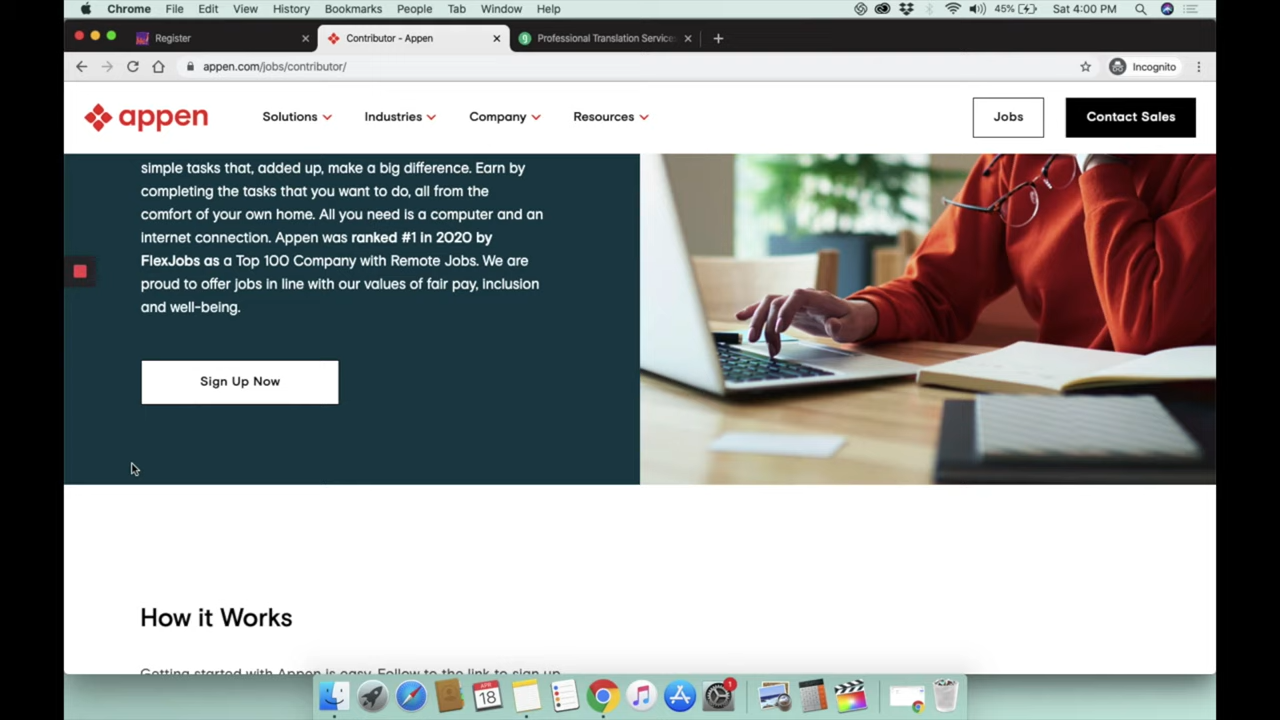 Chrome File Edit View History Bookmarks People Tab Window Help 45% Sat 4:00 PM
Register Contributor - Appen Professional Translation Service
appen.com/jobs/contributor/ Incognito
appen Solutions Industries Company Resources Jobs Contact Sales
simple tasks that, added up, make a big difference. Earn by
completing the tasks that you want to do, all from the
comfort of your own home. All you need is a computer and an
internet connection. Appen was ranked #1 in 2020 by
FlexJobs as a Top 100 Company with Remote Jobs. We are
proud to offer jobs in line with our values of fair pay, inclusion
and well-being.
Sign Up Now
How it Works
Getting started with Appen is easy. Follow to the link to sign up
APR
18
1